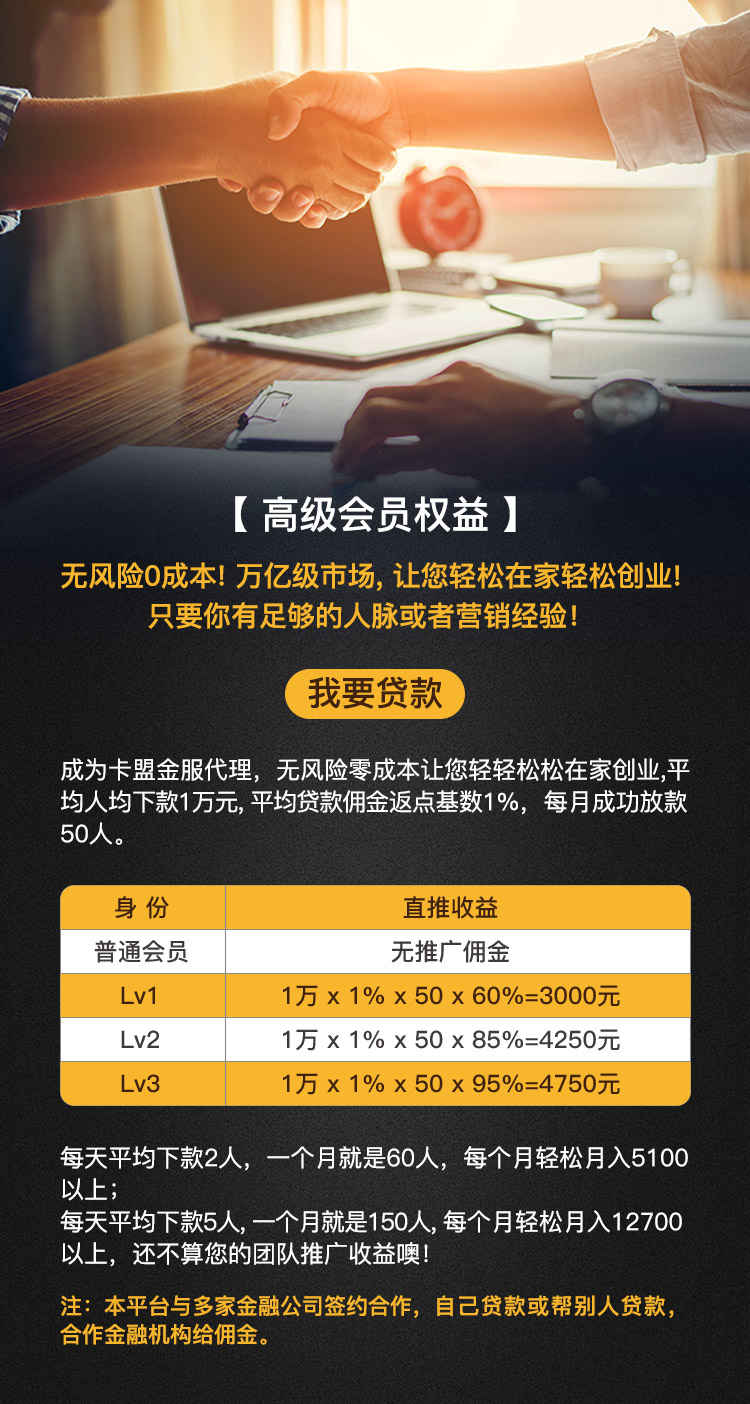 【 高级会员权益 】
无风险0成本! 万亿级市场, 让您轻松在家轻松创业!
只要你有足够的人脉或者营销经验!
我要贷款
成为卡盟金服代理，无风险零成本让您轻轻松松在家创业,平
均人均下款1万元, 平均贷款佣金返点基数1%，每月成功放款
50人。
身 份 直推收益
普通会员 无推广佣金
Lv1 1万 x 1% x 50 x 60%=3000元
Lv2 1万 x 1% x 50 x 85%=4250元
Lv3 1万 x 1% x 50 x 95%=4750元
每天平均下款2人，一个月就是60人，每个月轻松月入5100
以上；
每天平均下款5人, 一个月就是150人, 每个月轻松月入12700
以上，还不算您的团队推广收益噢!
注：本平台与多家金融公司签约合作，自己贷款或帮别人贷款，
合作金融机构给佣金。